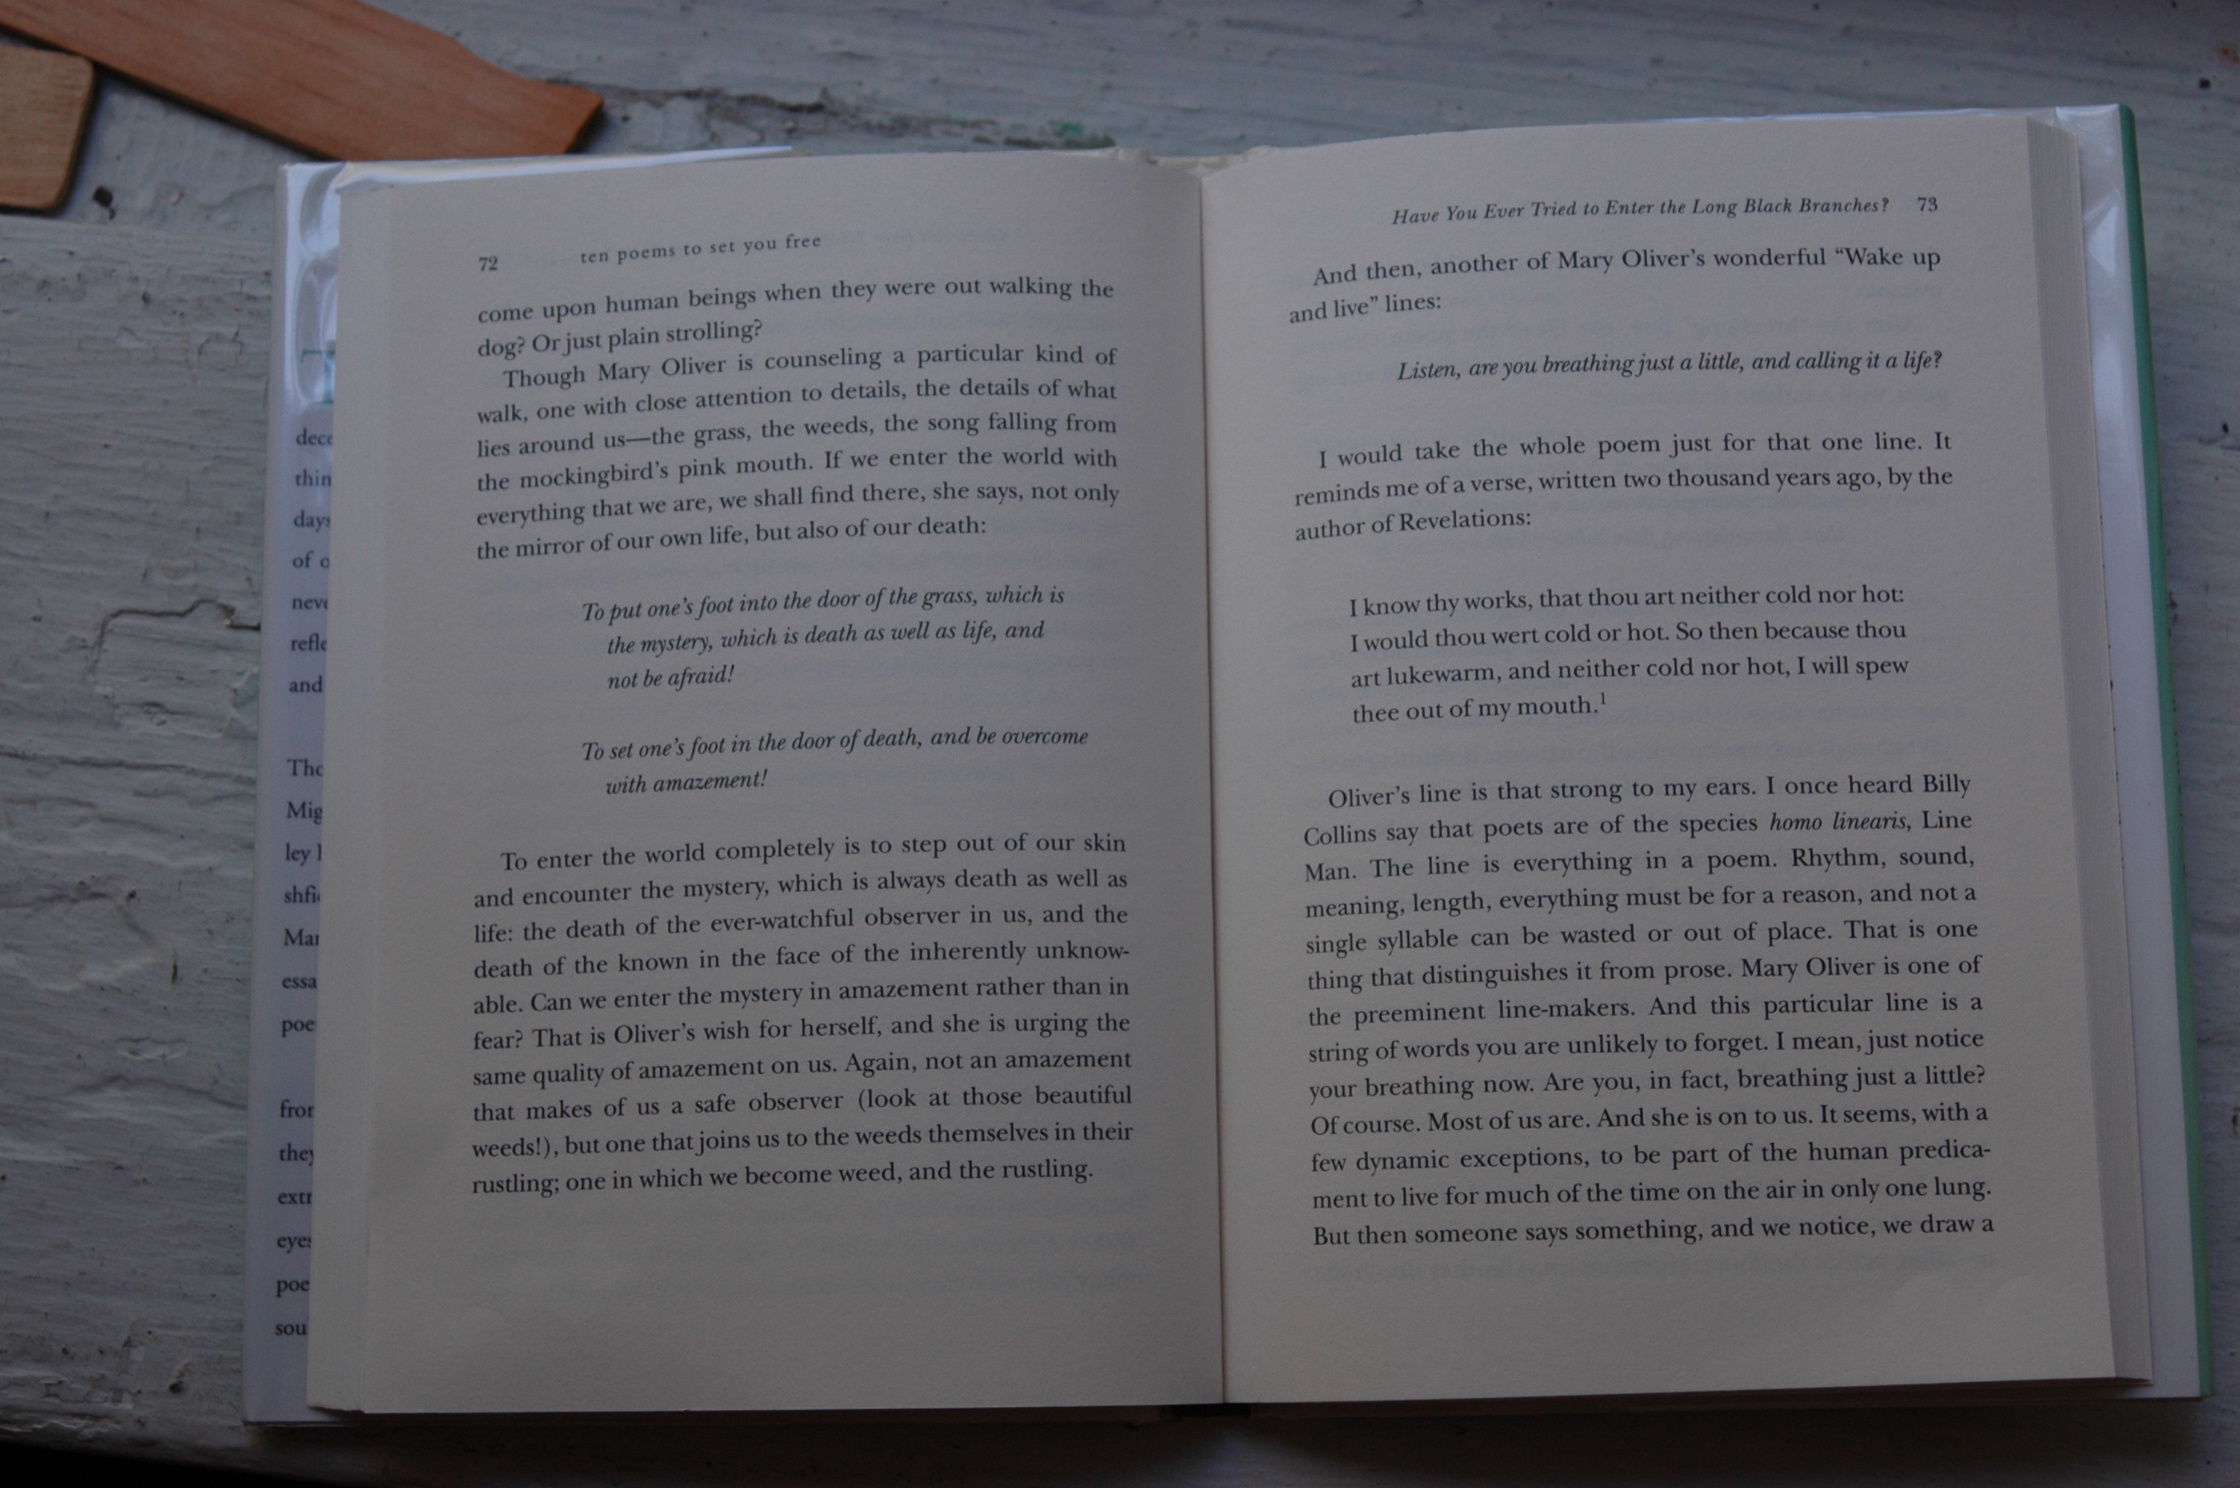 72 ten poems to set you free
come upon human beings when they were out walking the
dog? Or just plain strolling?
Though Mary Oliver is counseling a particular kind of
walk, one with close attention to details, the details of what
lies around us—the grass, the weeds, the song falling from
the mockingbird's pink mouth. If we enter the world with
everything that we are, we shall find there, she says, not only
the mirror of our own life, but also of our death:
To put one's foot into the door of the grass, which is
the mystery, which is death as well as life, and
not be afraid!
To set one's foot in the door of death, and be overcome
with amazement!
To enter the world completely is to step out of our skin
and encounter the mystery, which is always death as well as
life: the death of the ever-watchful observer in us, and the
death of the known in the face of the inherently unknow-
able. Can we enter the mystery in amazement rather than in
fear? That is Oliver's wish for herself, and she is urging the
same quality of amazement on us. Again, not an amazement
that makes of us a safe observer (look at those beautiful
weeds!), but one that joins us to the weeds themselves in their
rustling; one in which we become weed, and the rustling.
Have You Ever Tried to Enter the Long Black Branches? 73
And then, another of Mary Oliver's wonderful “Wake up
and live” lines:
Listen, are you breathing just a little, and calling it a life?
I would take the whole poem just for that one line. It
reminds me of a verse, written two thousand years ago, by the
author of Revelations:
I know thy works, that thou art neither cold nor hot:
I would thou wert cold or hot. So then because thou
art lukewarm, and neither cold nor hot, I will spew
thee out of my mouth.¹
Oliver's line is that strong to my ears. I once heard Billy
Collins say that poets are of the species homo linearis, Line
Man. The line is everything in a poem. Rhythm, sound,
meaning, length, everything must be for a reason, and not a
single syllable can be wasted or out of place. That is one
thing that distinguishes it from prose. Mary Oliver is one of
the preeminent line-makers. And this particular line is a
string of words you are unlikely to forget. I mean, just notice
your breathing now. Are you, in fact, breathing just a little?
Of course. Most of us are. And she is on to us. It seems, with a
few dynamic exceptions, to be part of the human predica-
ment to live for much of the time on the air in only one lung.
But then someone says something, and we notice, we draw a
of
and